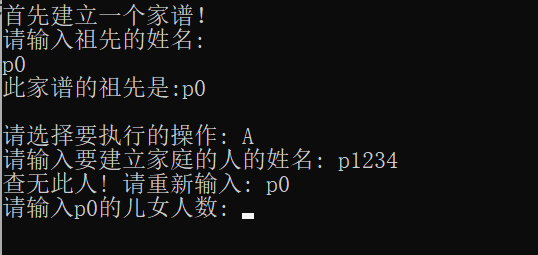 首先建立一个家谱!
请输入祖先的姓名:
p0
此家谱的祖先是:p0
请选择要执行的操作: A
请输入要建立家庭的人的姓名: p1234
查无此人! 请重新输入: p0
请输入p0的儿女人数: